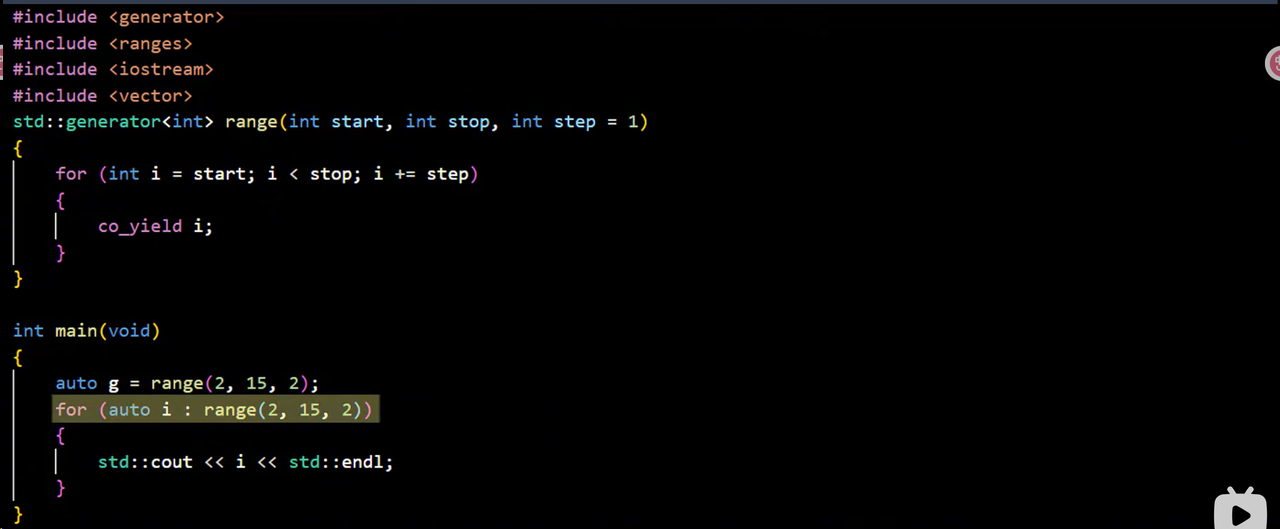 #include <generator>
#include <ranges>
#include <iostream>
#include <vector>
std::generator<int> range(int start, int stop, int step = 1)
{
for (int i = start; i < stop; i += step)
{
co_yield i;
}
}
int main(void)
{
auto g = range(2, 15, 2);
for (auto i : range(2, 15, 2))
{
std::cout << i << std::endl;
}
}